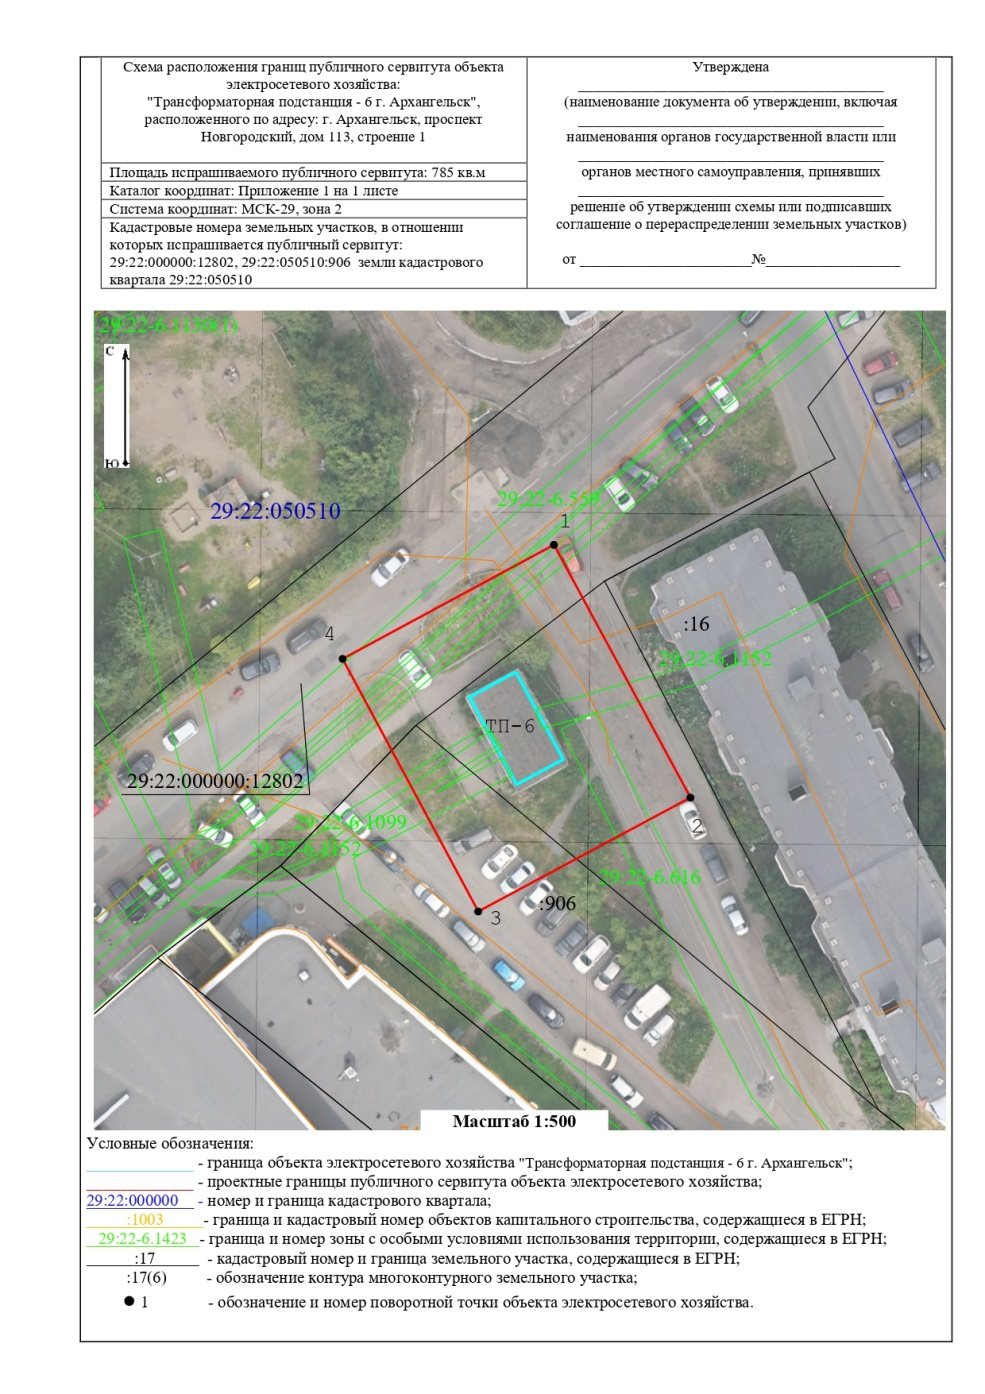 Схема расположения границ публичного сервитута объекта
электросетевого хозяйства:
"Трансформаторная подстанция - 6 г. Архангельск",
расположенного по адресу: г. Архангельск, проспект
Новгородский, дом 113, строение 1
Площадь испрашиваемого публичного сервитута: 785 кв.м
Каталог координат: Приложение 1 на 1 листе
Система координат: МСК-29, зона 2
Кадастровые номера земельных участков, в отношении
которых испрашивается публичный сервитут:
29:22:000000:12802, 29:22:050510:906 земли кадастрового
квартала 29:22:050510
Утверждена
(наименование документа об утверждении, включая
наименования органов государственной власти или
органов местного самоуправления, принявших
решение об утверждении схемы или подписавших
соглашение о перераспределении земельных участков)
от ______________________ №__________________
29:22-6.1138(1)
С
Ю
29:22:050510
29:22-6.559
1
4
:16
29:22-6.1152
ТП-6
29:22:000000:12802
29:22-6.1099
2
29:22-6.1152
29:22-6.616
:906
3
Масштаб 1:500
Условные обозначения:
- граница объекта электросетевого хозяйства "Трансформаторная подстанция - 6 г. Архангельск";
- проектные границы публичного сервитута объекта электросетевого хозяйства;
29:22:000000 - номер и граница кадастрового квартала;
:1003 - граница и кадастровый номер объектов капитального строительства, содержащиеся в ЕГРН;
29:22-6.1423 - граница и номер зоны с особыми условиями использования территории, содержащиеся в ЕГРН;
:17 - кадастровый номер и граница земельного участка, содержащиеся в ЕГРН;
:17(6) - обозначение контура многоконтурного земельного участка;
1 - обозначение и номер поворотной точки объекта электросетевого хозяйства.